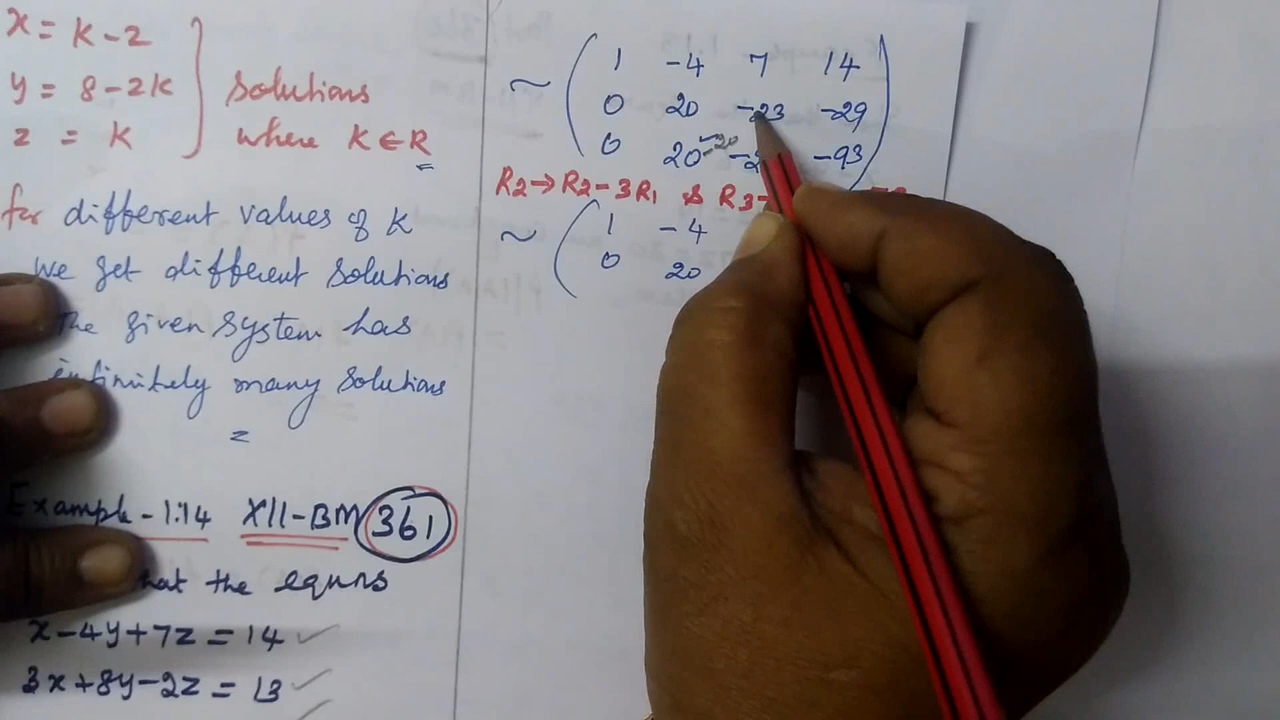 x = k-2
y = 8-2k
z = k
solutions
where k ∈ R
for different values of k
we get different solutions
The given system has
infinitely many solutions
Example-1.14 XII-BM 361
that the equns
x-4y+7z = 14 ✓
3x+8y-2z = 13 ✓
~ ( 1 -4 7 14
0 20 -23 -29
0 20 -20 -93 )
R2→R2-3R1 & R3
~ ( 1 -4
0 20